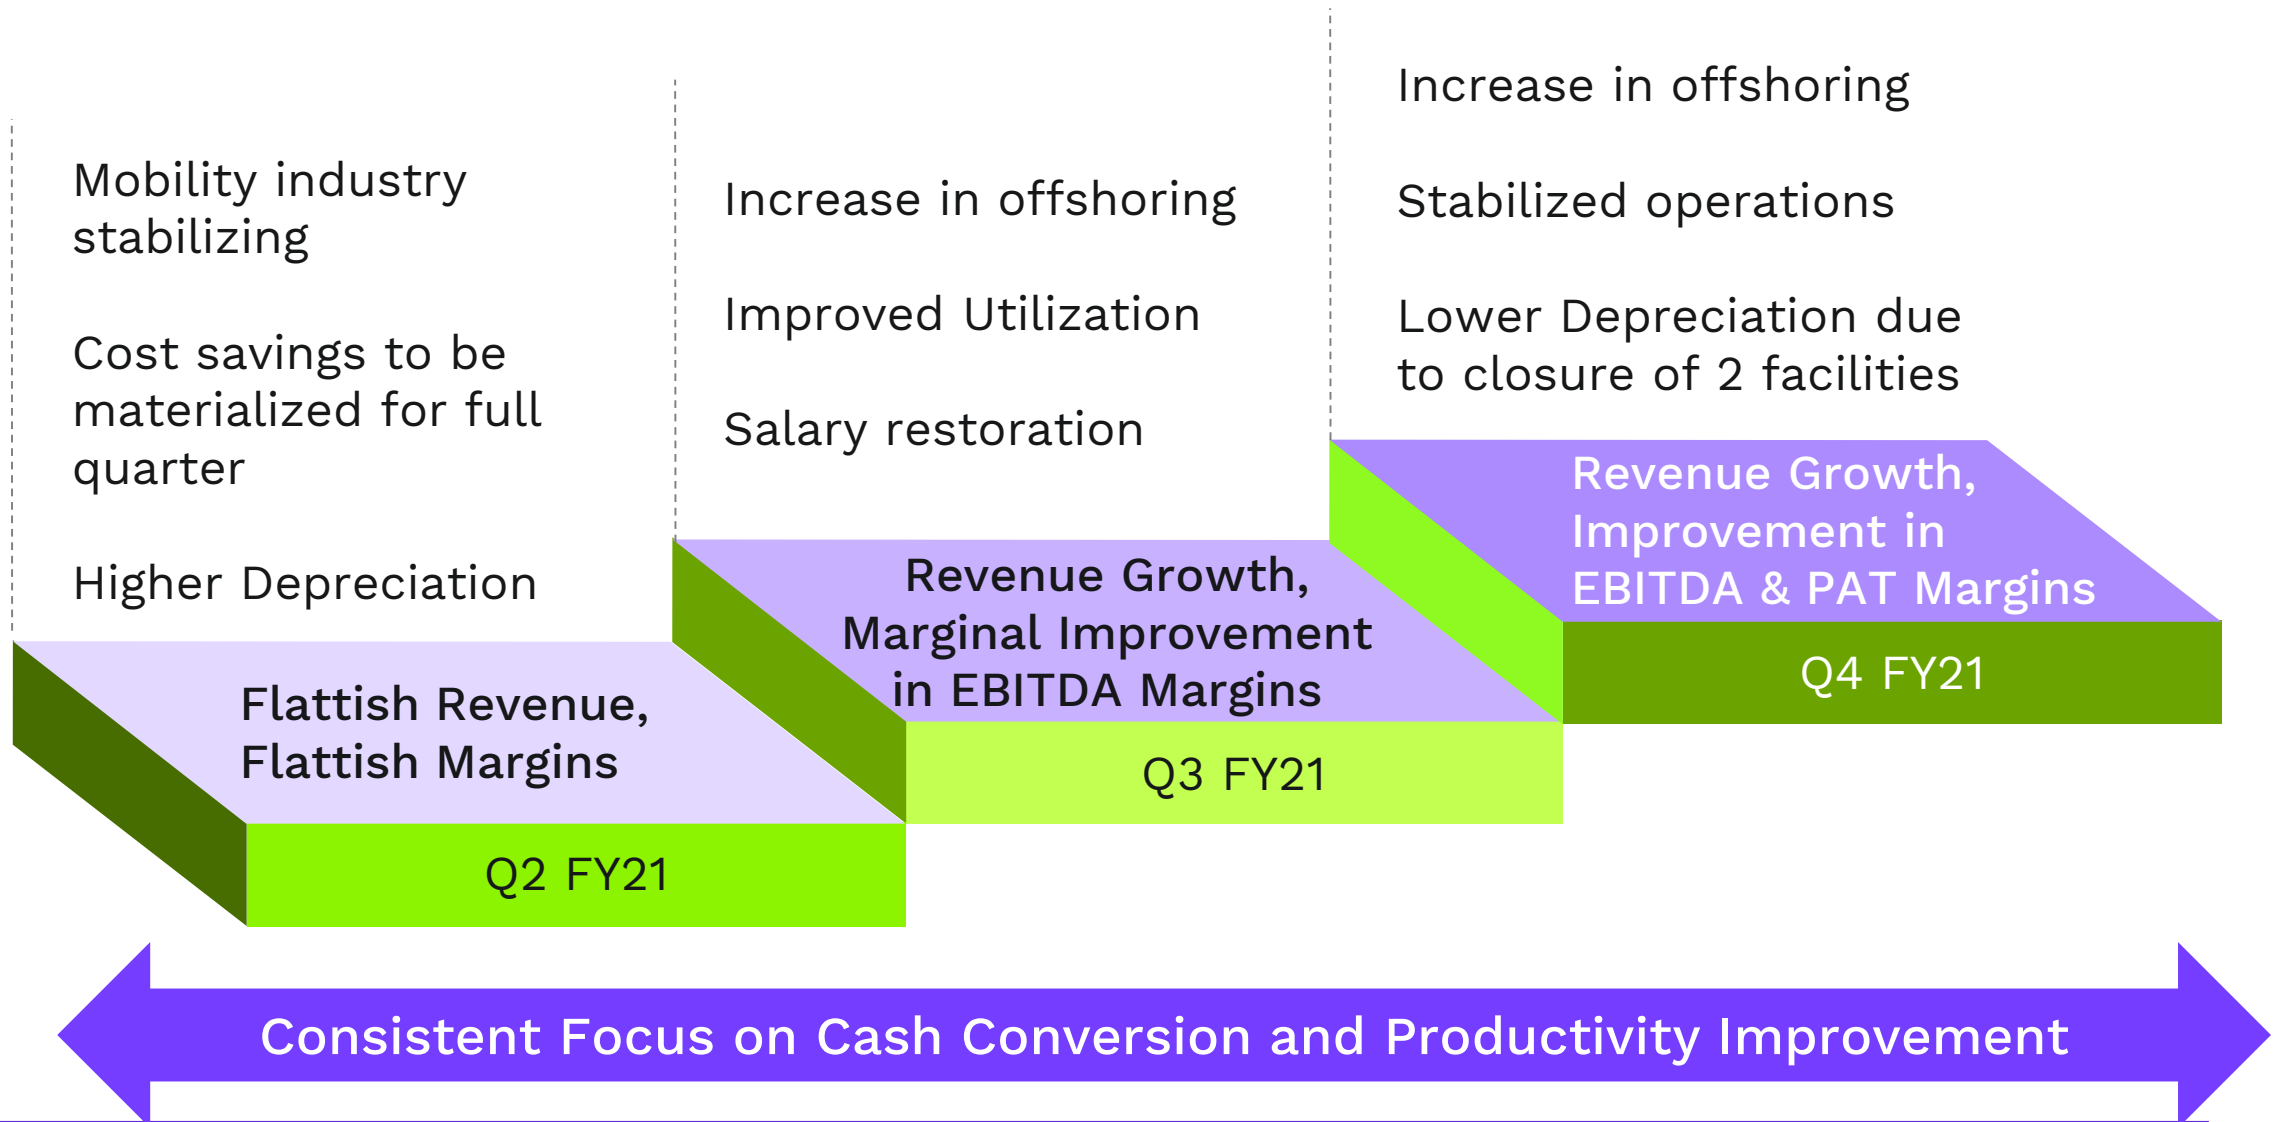 Mobility industry
stabilizing
Cost savings to be
materialized for full
quarter
Higher Depreciation
Flattish Revenue,
Flattish Margins
Q2 FY21
Increase in offshoring
Improved Utilization
Salary restoration
Revenue Growth,
Marginal Improvement
in EBITDA Margins
Q3 FY21
Increase in offshoring
Stabilized operations
Lower Depreciation due
to closure of 2 facilities
Revenue Growth,
Improvement in
EBITDA & PAT Margins
Q4 FY21
Consistent Focus on Cash Conversion and Productivity Improvement